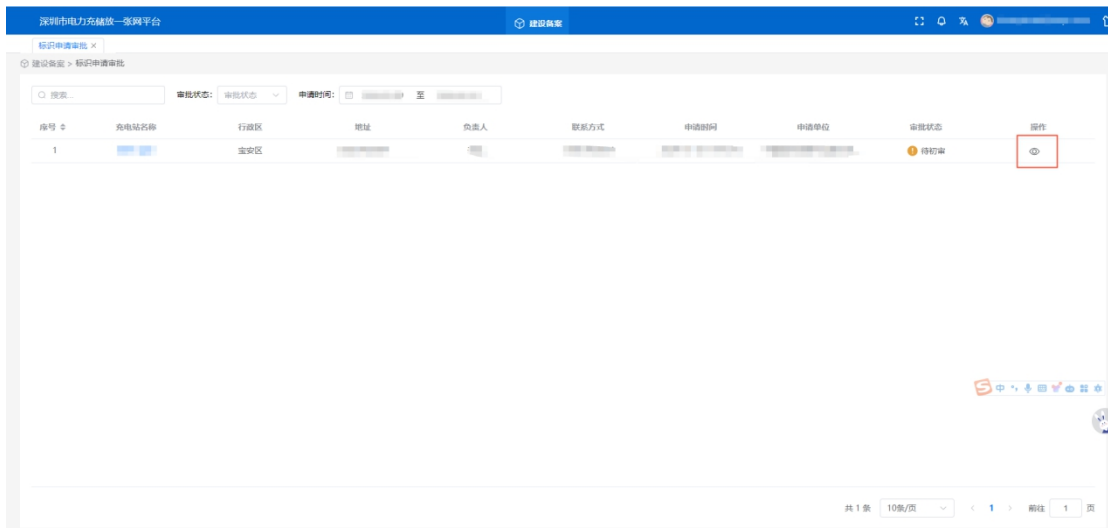 深圳市电力充储放一张网平台 建设备案
标识申请审批 ×
建设备案 > 标识申请审批
搜索... 审批状态: 审批状态 申请时间: 至
序号 充电站名称 行政区 地址 负责人 联系方式 申请时间 申请单位 审批状态 操作
1 宝安区 待初审
中
共 1 条 10条/页 < 1 > 前往 1 页